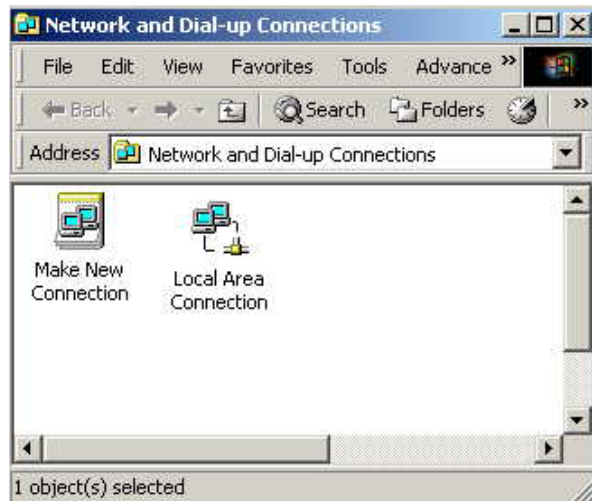 Network and Dial-up Connections
File Edit View Favorites Tools Advance »
Back Search Folders »
Address Network and Dial-up Connections
Make New
Connection
Local Area
Connection
1 object(s) selected